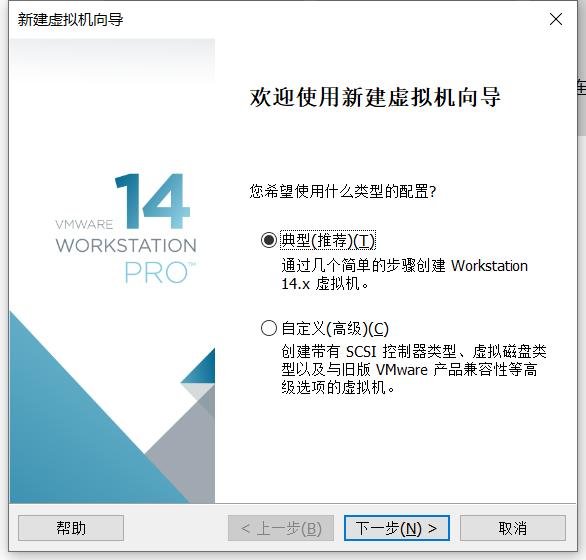 新建虚拟机向导
连
欢迎使用新建虚拟机向导
14
VMWARE
WORKSTATION
PRO™
您希望使用什么类型的配置?
典型(推荐)(T)
通过几个简单的步骤创建 Workstation
14.x 虚拟机。
自定义(高级)(C)
创建带有 SCSI 控制器类型、虚拟磁盘类
型以及与旧版 VMware 产品兼容性等高
级选项的虚拟机。
帮助
< 上一步(B)
下一步(N) >
取消